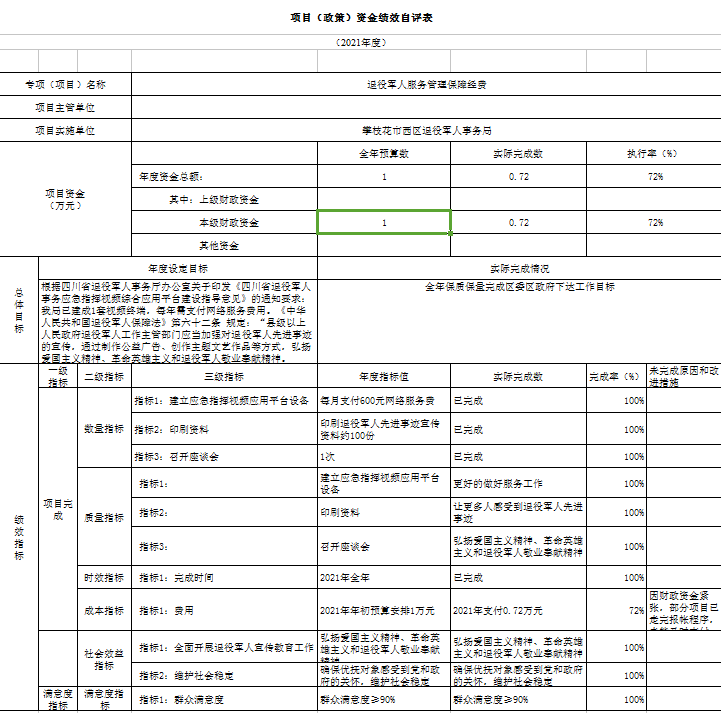 项目（政策）资金绩效自评表
（2021年度）
专项（项目）名称
退役军人服务管理保障经费
项目主管单位
项目实施单位
攀枝花市西区退役军人事务局
项目资金
（万元）
全年预算数
实际完成数
执行率（%）
年度资金总额：
1
0.72
72%
其中：上级财政资金
本级财政资金
1
0.72
72%
其他资金
总体目标
年度设定目标
实际完成情况
根据四川省退役军人事务厅办公室关于印发《四川省退役军人
事务应急指挥视频综合应用平台建设指导意见》的通知要求：
我局已建成1套视频终端，每年需支付网络服务费用。《中华
人民共和国退役军人保障法》第六十二条 规定：“县级以上
人民政府退役军人工作主管部门应当加强对退役军人先进事迹
的宣传，通过制作公益广告、创作主题文艺作品等方式，弘扬
爱国主义精神、革命英雄主义和退役军人敬业奉献精神。
全年保质保量完成区委区政府下达工作目标
绩效指标
一级
指标
二级指标
三级指标
年度指标值
实际完成数
完成率（%）
未完成原因和改
进措施
项目完
成
数量指标
指标1：建立应急指挥视频应用平台设备
每月支付600元网络服务费
已完成
100%
指标2：印刷资料
印刷退役军人先进事迹宣传
资料约100份
已完成
100%
指标3：召开座谈会
1次
已完成
100%
质量指标
指标1：
建立应急指挥视频应用平台
设备
更好的做好服务工作
100%
指标2：
印刷资料
让更多人感受到退役军人先进
事迹
100%
指标3：
召开座谈会
弘扬爱国主义精神、革命英雄
主义和退役军人敬业奉献精神
100%
时效指标
指标1：完成时间
2021年全年
已完成
100%
成本指标
指标1：费用
2021年年初预算安排1万元
2021年支付0.72万元
72%
因财政资金紧
张，部分项目已
走完报帐程序，
社会效益
指标
指标1：全面开展退役军人宣传教育工作
弘扬爱国主义精神、革命英
雄主义和退役军人敬业奉献
精神
弘扬爱国主义精神、革命英雄
主义和退役军人敬业奉献精神
100%
指标2：维护社会稳定
确保优抚对象感受到党和政
府的关怀，维护社会稳定
确保优抚对象感受到党和政府
的关怀，维护社会稳定
100%
满意度
指标
满意度指
标
指标1：群众满意度
群众满意度≥90%
群众满意度≥90%
100%